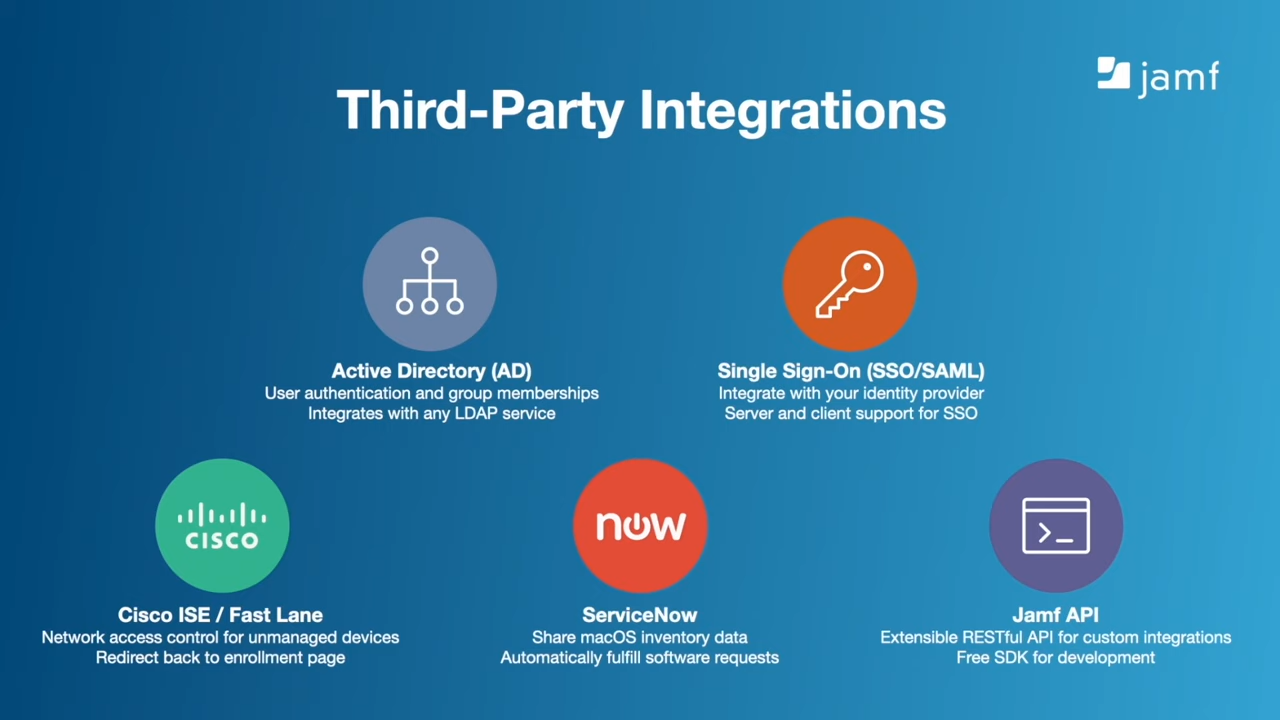 jamf
Third-Party Integrations
Active Directory (AD)
User authentication and group memberships
Integrates with any LDAP service
Single Sign-On (SSO/SAML)
Integrate with your identity provider
Server and client support for SSO
CISCO
Cisco ISE / Fast Lane
Network access control for unmanaged devices
Redirect back to enrollment page
now
ServiceNow
Share macOS inventory data
Automatically fulfill software requests
>_
Jamf API
Extensible RESTful API for custom integrations
Free SDK for development